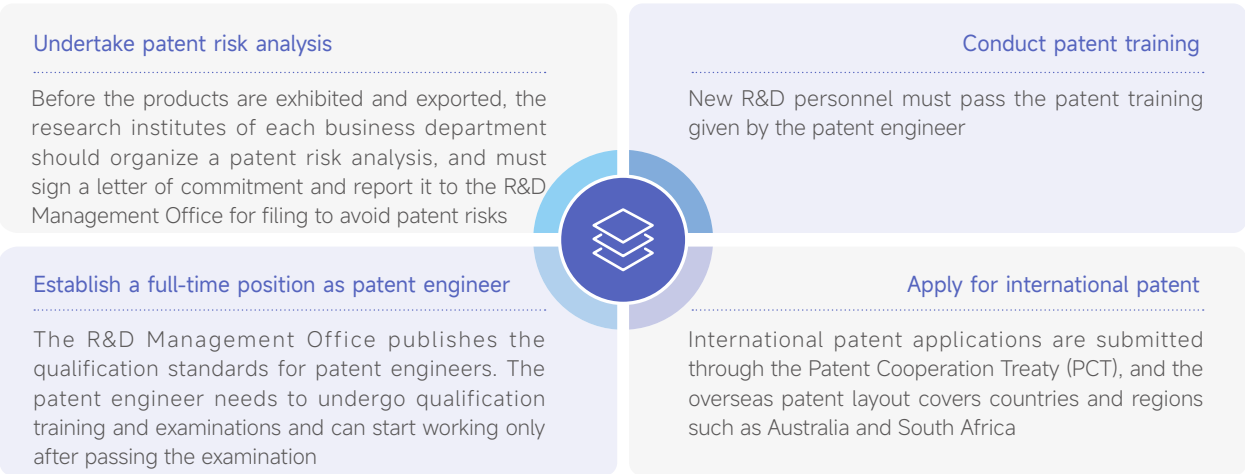 Undertake patent risk analysis
Before the products are exhibited and exported, the
research institutes of each business department
should organize a patent risk analysis, and must
sign a letter of commitment and report it to the R&D
Management Office for filing to avoid patent risks
Conduct patent training
New R&D personnel must pass the patent training
given by the patent engineer
Establish a full-time position as patent engineer
The R&D Management Office publishes the
qualification standards for patent engineers. The
patent engineer needs to undergo qualification
training and examinations and can start working only
after passing the examination
Apply for international patent
International patent applications are submitted
through the Patent Cooperation Treaty (PCT), and the
overseas patent layout covers countries and regions
such as Australia and South Africa